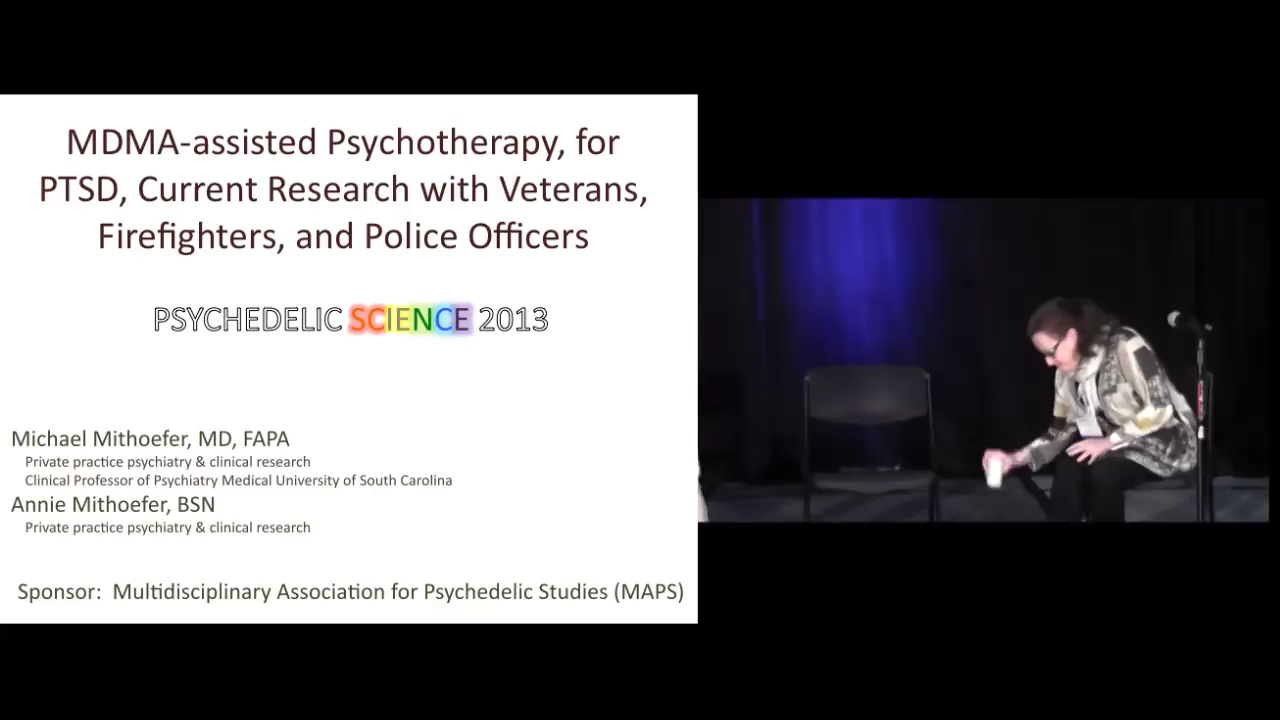 MDMA-assisted Psychotherapy, for
PTSD, Current Research with Veterans,
Firefighters, and Police Officers
PSYCHEDELIC SCIENCE 2013
Michael Mithoefer, MD, FAPA
Private practice psychiatry & clinical research
Clinical Professor of Psychiatry Medical University of South Carolina
Annie Mithoefer, BSN
Private practice psychiatry & clinical research
Sponsor: Multidisciplinary Association for Psychedelic Studies (MAPS)